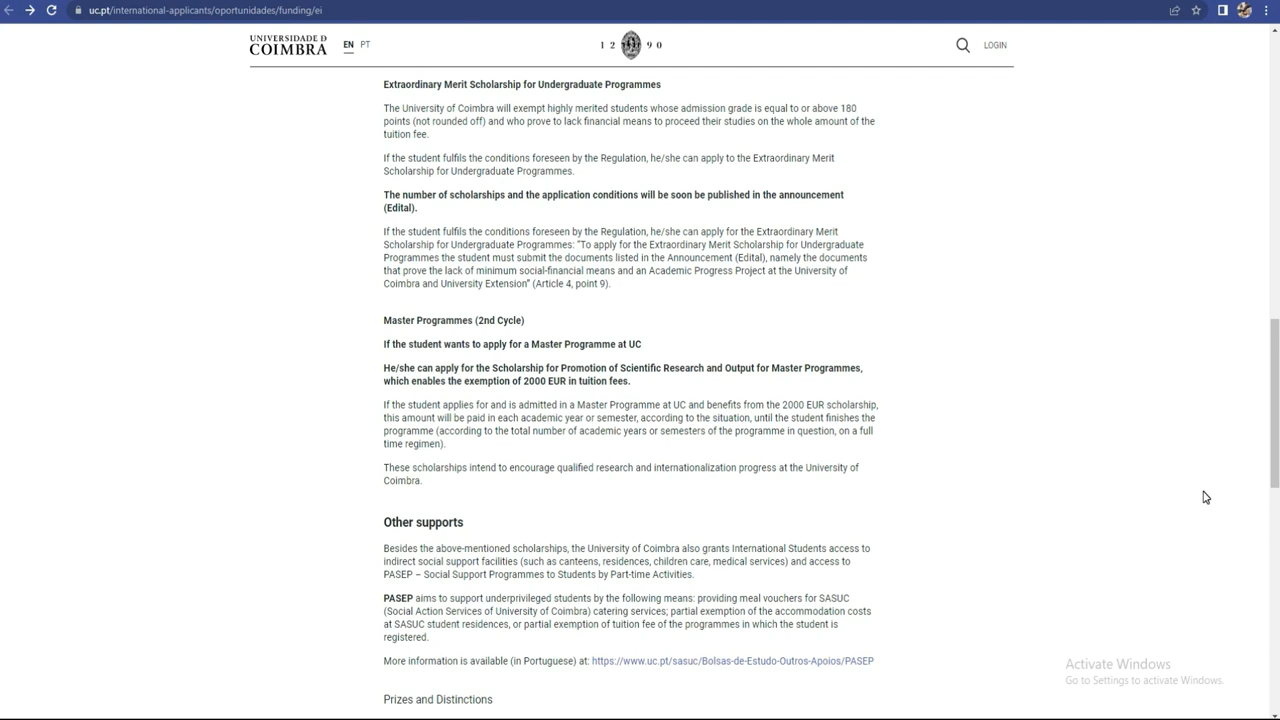 uc.pt/international-applicants/oportunidades/funding/ei
UNIVERSIDADE D
COIMBRA
EN PT
12 90
LOGIN
Extraordinary Merit Scholarship for Undergraduate Programmes
The University of Coimbra will exempt highly merited students whose admission grade is equal to or above 180
points (not rounded off) and who prove to lack financial means to proceed their studies on the whole amount of the
tuition fee.
If the student fulfils the conditions foreseen by the Regulation, he/she can apply to the Extraordinary Merit
Scholarship for Undergraduate Programmes.
The number of scholarships and the application conditions will be soon be published in the announcement
(Edital).
If the student fulfils the conditions foreseen by the Regulation, he/she can apply for the Extraordinary Merit
Scholarship for Undergraduate Programmes: "To apply for the Extraordinary Merit Scholarship for Undergraduate
Programmes the student must submit the documents listed in the Announcement (Edital), namely the documents
that prove the lack of minimum social-financial means and an Academic Progress Project at the University of
Coimbra and University Extension" (Article 4, point 9).
Master Programmes (2nd Cycle)
If the student wants to apply for a Master Programme at UC
He/she can apply for the Scholarship for Promotion of Scientific Research and Output for Master Programmes,
which enables the exemption of 2000 EUR in tuition fees.
If the student applies for and is admitted in a Master Programme at UC and benefits from the 2000 EUR scholarship,
this amount will be paid in each academic year or semester, according to the situation, until the student finishes the
programme (according to the total number of academic years or semesters of the programme in question, on a full
time regimen).
These scholarships intend to encourage qualified research and internationalization progress at the University of
Coimbra.
Other supports
Besides the above-mentioned scholarships, the University of Coimbra also grants International Students access to
indirect social support facilities (such as canteens, residences, children care, medical services) and access to
PASEP – Social Support Programmes to Students by Part-time Activities.
PASEP aims to support underprivileged students by the following means: providing meal vouchers for SASUC
(Social Action Services of University of Coimbra) catering services; partial exemption of the accommodation costs
at SASUC student residences, or partial exemption of tuition fee of the programmes in which the student is
registered.
More information is available (in Portuguese) at: https://www.uc.pt/sasuc/Bolsas-de-Estudo-Outros-Apoios/PASEP
Activate Windows
Go to Settings to activate Windows.
Prizes and Distinctions